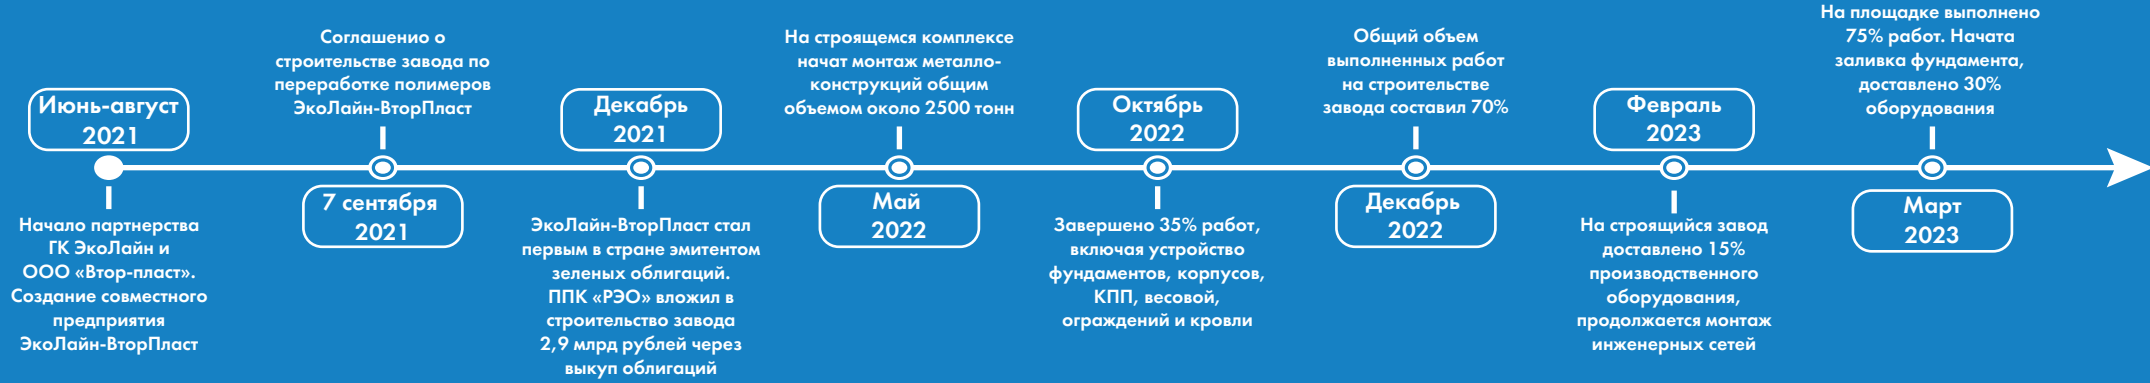 Июнь-август
2021
Начало партнерства
ГК ЭкоЛайн и
ООО «Втор-пласт».
Создание совместного
предприятия
ЭкоЛайн-ВторПласт
Соглашенио о
строительстве завода по
переработке полимеров
ЭкоЛайн-ВторПласт
7 сентября
2021
Декабрь
2021
ЭкоЛайн-ВторПласт стал
первым в стране эмитентом
зеленых облигаций.
ППК «РЭО» вложил в
строительство завода
2,9 млрд рублей через
выкуп облигаций
На строящемся комплексе
начат монтаж металло-
конструкций общим
объемом около 2500 тонн
Май
2022
Октябрь
2022
Завершено 35% работ,
включая устройство
фундаментов, корпусов,
КПП, весовой,
ограждений и кровли
Общий объем
выполненных работ
на строительстве
завода составил 70%
Декабрь
2022
Февраль
2023
На строящийся завод
доставлено 15%
производственного
оборудования,
продолжается монтаж
инженерных сетей
На площадке выполнено
75% работ. Начата
заливка фундамента,
доставлено 30%
оборудования
Март
2023